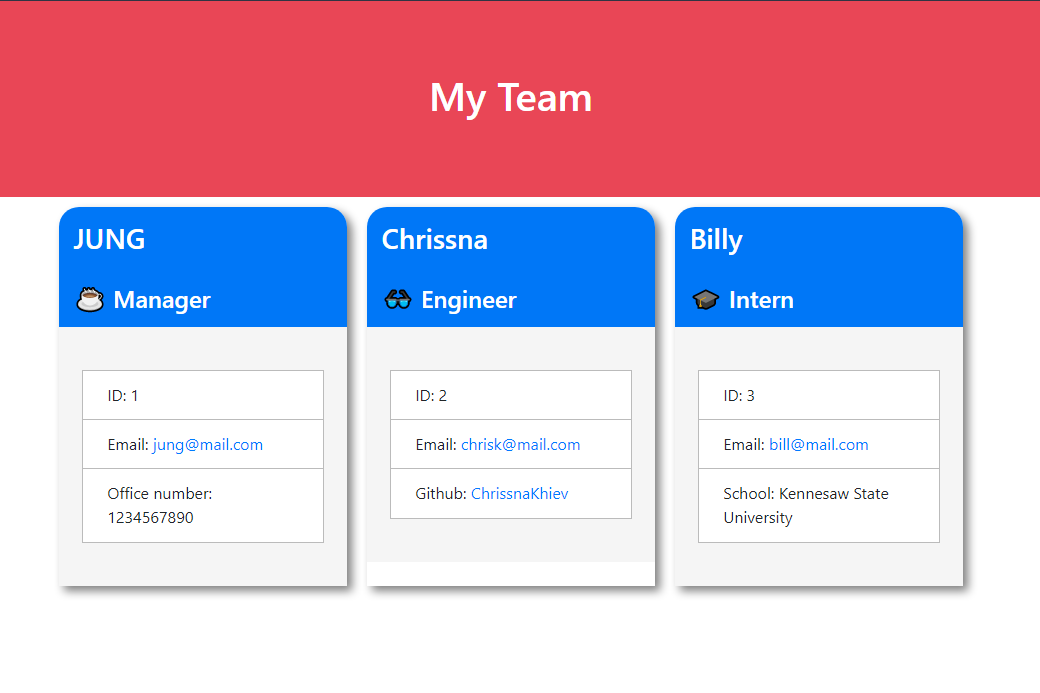 My Team
JUNG
Manager
ID: 1
Email: jung@mail.com
Office number:
1234567890
Chrissna
Engineer
ID: 2
Email: chrisk@mail.com
Github: ChrissnaKhiev
Billy
Intern
ID: 3
Email: bill@mail.com
School: Kennesaw State
University